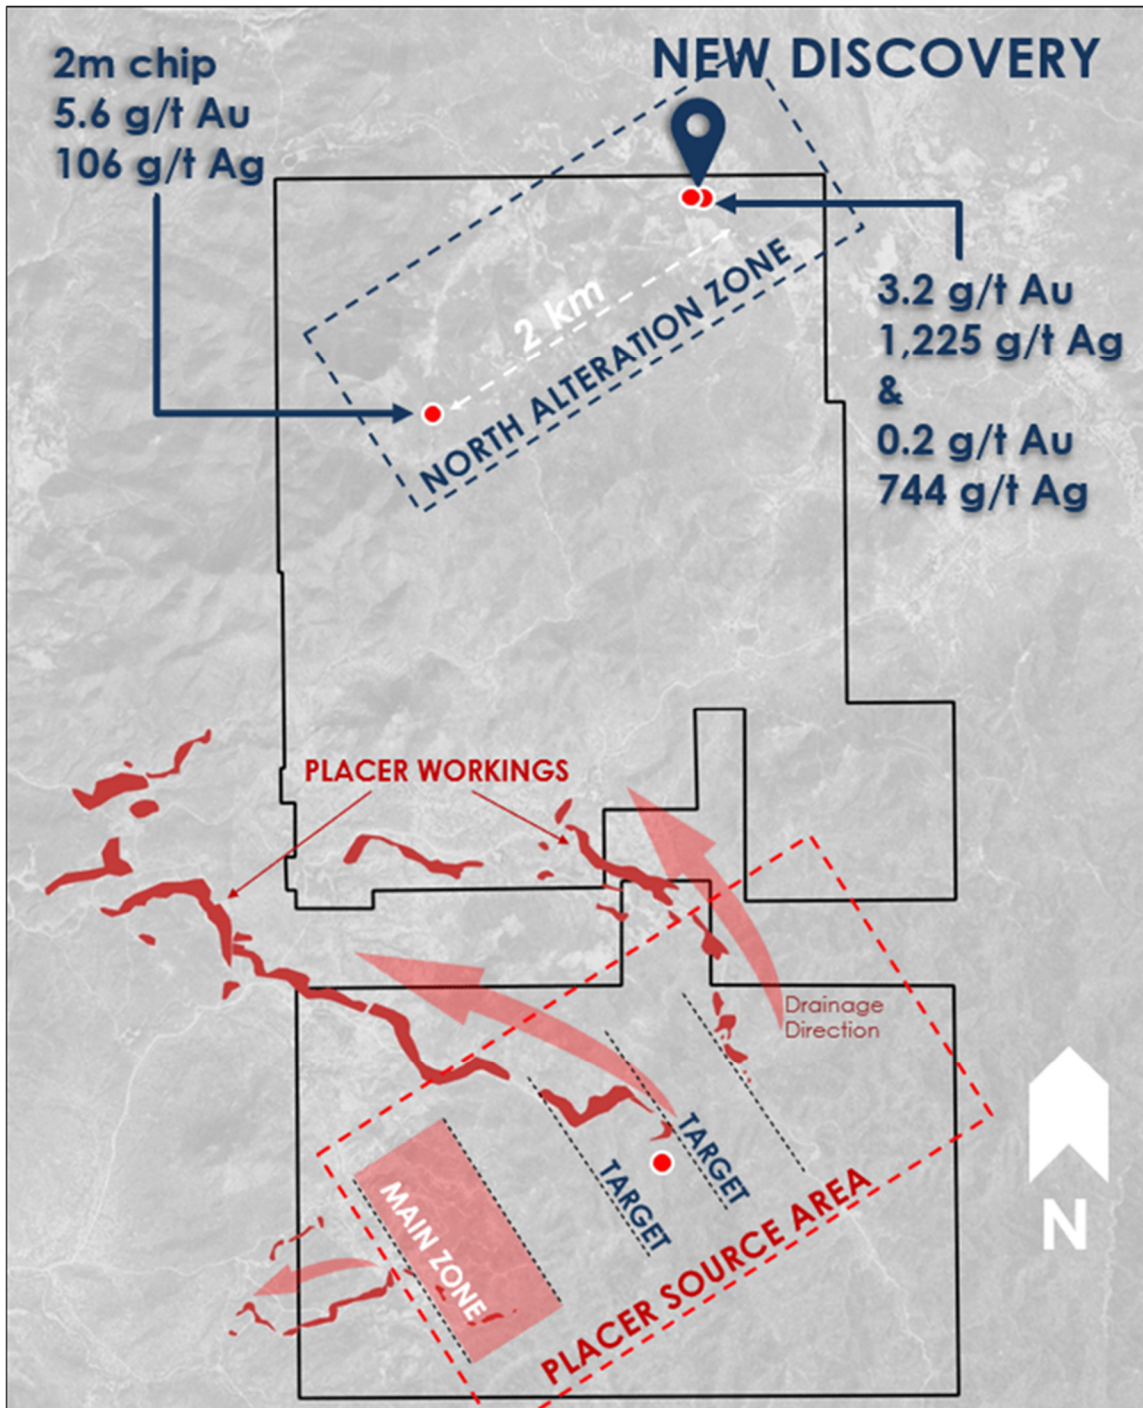 NEW DISCOVERY
2m chip
5.6 g/t Au
106 g/t Ag
3.2 g/t Au
1,225 g/t Ag
&
0.2 g/t Au
744 g/t Ag
2 km
NORTH ALTERATION ZONE
PLACER WORKINGS
Drainage
Direction
TARGET
TARGET
MAIN ZONE
PLACER SOURCE AREA
N